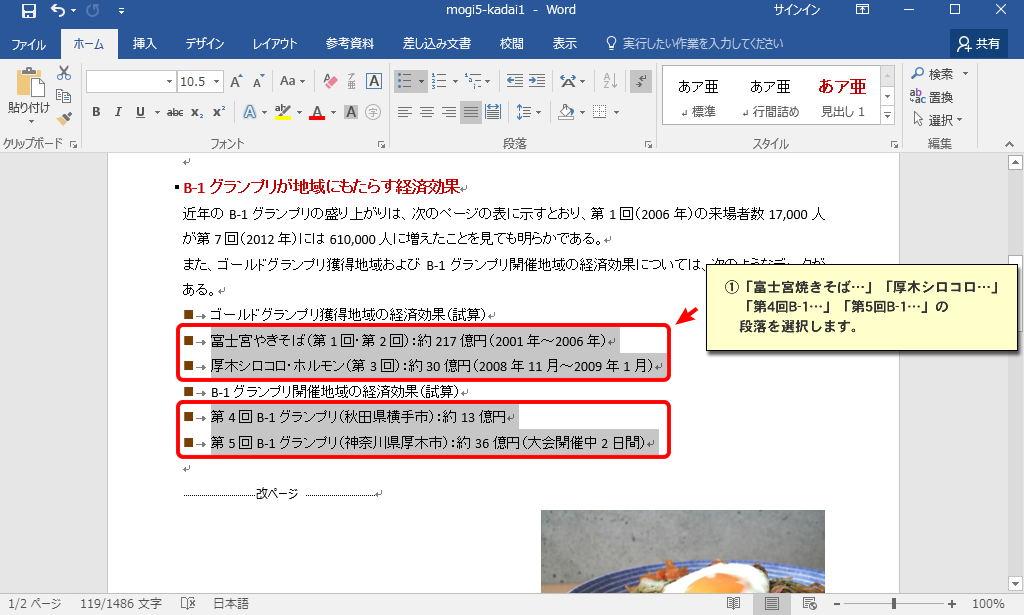 mogi5-kadai1 - Word
サインイン
ファイル ホーム 挿入 デザイン レイアウト 参考資料 差し込み文書 校閲 表示 実行したい作業を入力してください 共有
貼り付け
クリップボード
10.5
フォント
段落
あア亜 あア亜 あア亜
↲標準 ↲行間詰め 見出し 1
スタイル
検索
置換
選択
編集
B-1 グランプリが地域にもたらす経済効果↲
近年の B-1 グランプリの盛り上がりは、次のページの表に示すとおり、第 1 回（2006 年）の来場者数 17,000 人
が第 7 回（2012 年）には 610,000 人に増えたことを見ても明らかである。↲
また、ゴールドグランプリ獲得地域および B-1 グランプリ開催地域の経済効果については、次のようなデータが
ある。↲
■→ゴールドグランプリ獲得地域の経済効果（試算）↲
■→富士宮やきそば（第 1 回・第 2 回）：約 217 億円（2001 年～2006 年）↲
■→厚木シロコロ・ホルモン（第 3 回）：約 30 億円（2008 年 11 月～2009 年 1 月）↲
■→B-1 グランプリ開催地域の経済効果（試算）↲
■→第 4 回 B-1 グランプリ（秋田県横手市）：約 13 億円↲
■→第 5 回 B-1 グランプリ（神奈川県厚木市）：約 36 億円（大会開催中 2 日間）↲
改ページ
①「富士宮焼きそば…」「厚木シロコロ…」
「第4回B-1…」「第5回B-1…」の
段落を選択します。
1/2 ページ 119/1486 文字 日本語 100%